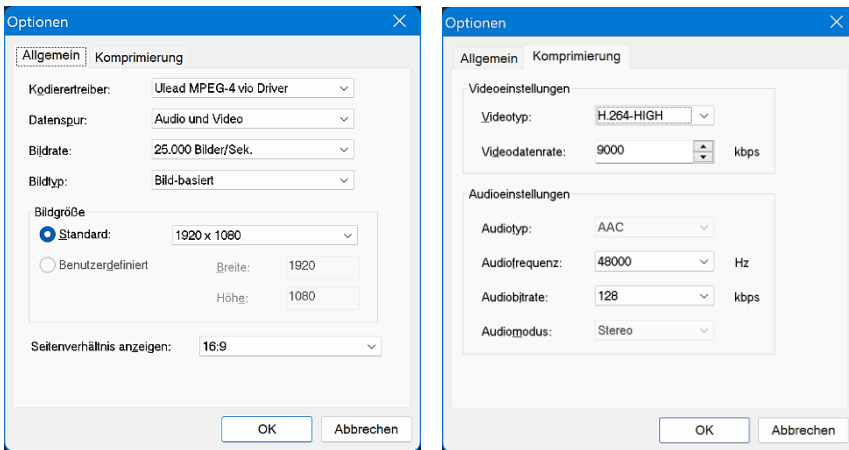 Optionen
Allgemein Komprimierung
Kodierertreiber: Ulead MPEG-4 vio Driver
Datenspur: Audio und Video
Bildrate: 25.000 Bilder/Sek.
Bildtyp: Bild-basiert
Bildgröße
Standard: 1920 x 1080
Benutzerdefiniert Breite: 1920
Höhe: 1080
Seitenverhältnis anzeigen: 16:9
OK Abbrechen
Optionen
Allgemein Komprimierung
Videoeinstellungen
Videotyp: H.264-HIGH
Videodatenrate: 9000 kbps
Audioeinstellungen
Audiotyp: AAC
Audiofrequenz: 48000 Hz
Audiobitrate: 128 kbps
Audiomodus: Stereo
OK Abbrechen